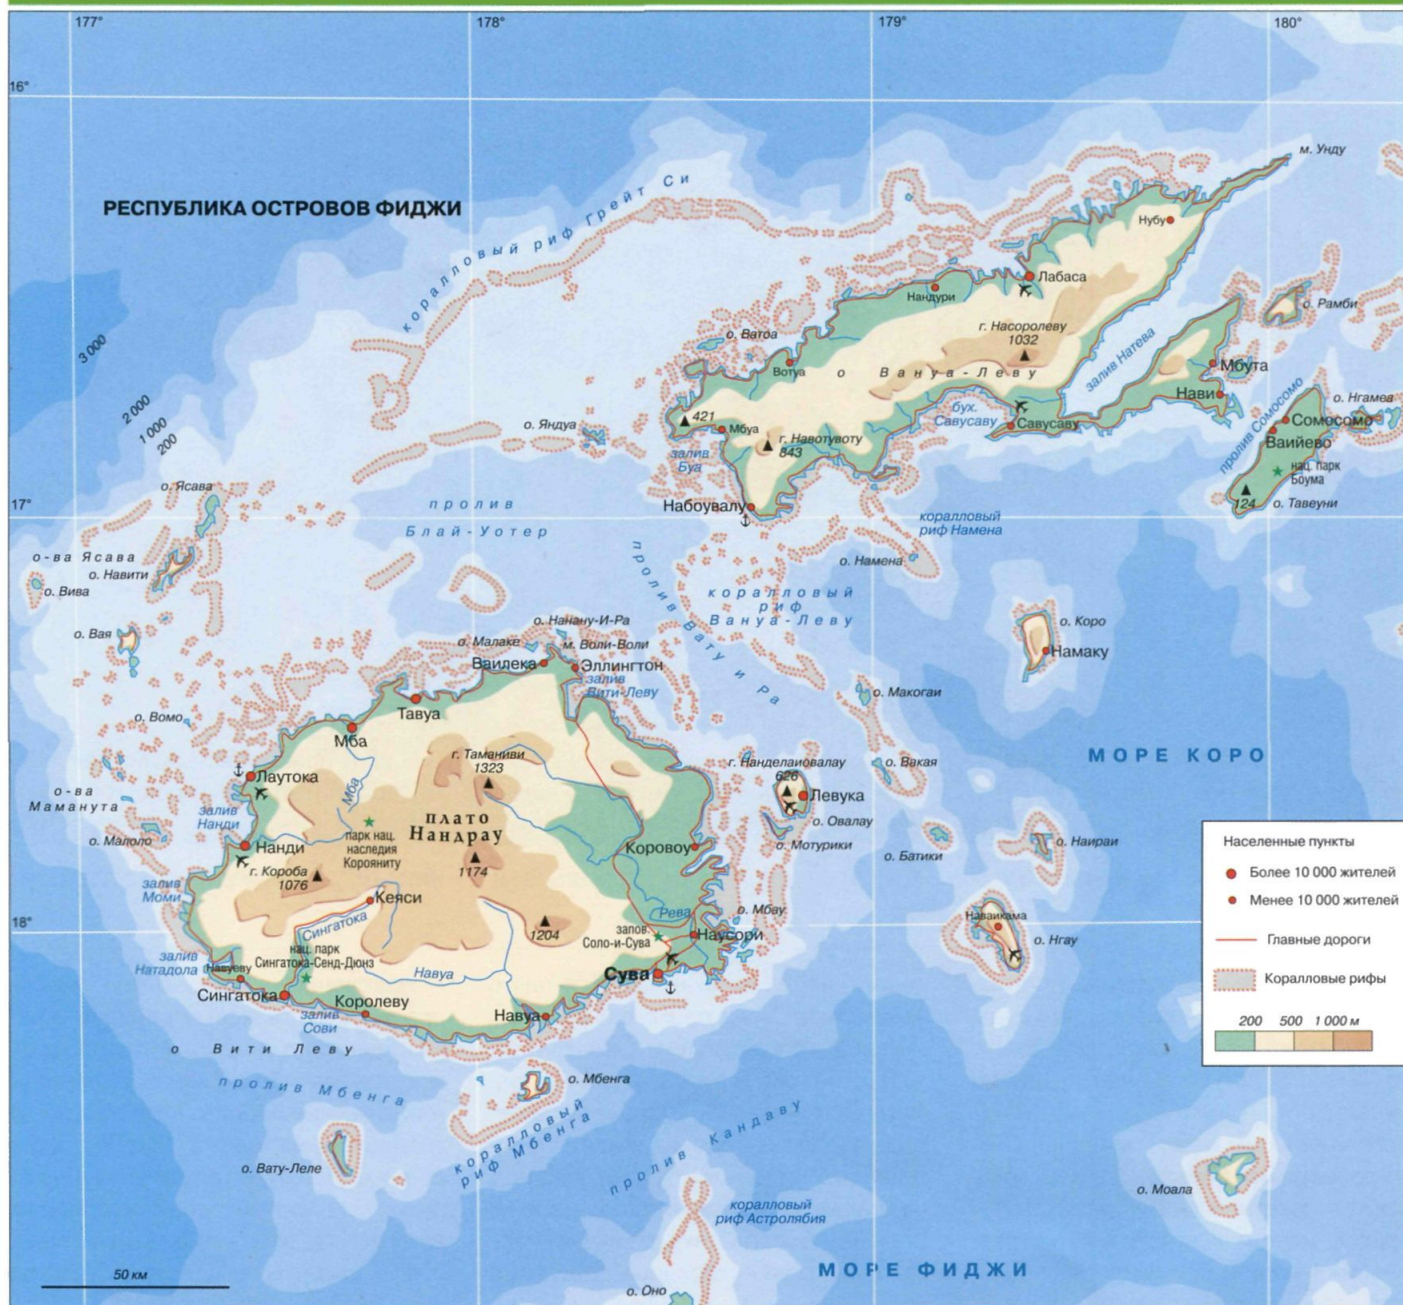 177°
178°
179°
180°
16°
м. Унду
РЕСПУБЛИКА ОСТРОВОВ ФИДЖИ
коралловый риф Грейт Си
Нубу
Лабаса
Нандури
о. Рамби
г. Насоролеву
1032
о. Ватоа
3 000
2 000
1 000
200
Вотуа
о Вануа-Леву
залив Натева
Мбута
Нави
о. Нгамеа
пролив Сомосомо
Сомосомо
Ваийево
нац. парк
Боума
124
о. Тавеуни
бух.
Савусаву
Савусаву
421
Мбуа
г. Навотувоту
843
о. Яндуа
залив
Буа
Набоувалу
о. Ясава
17°
пролив
Блай-Уотер
коралловый
риф Намена
о. Намена
о-ва Ясава
о. Навити
о. Вива
о. Вая
пролив Вату и Ра
коралловый
риф
Вануа-Леву
о. Коро
Намаку
о. Нанану-И-Ра
о. Малаке
м. Воли-Воли
Ваилека
Эллингтон
залив
Вити-Леву
о. Макогаи
о. Вомо
Тавуа
Мба
МОРЕ КОРО
г. Таманиви
1323
г. Нанделаиовалау
626
о. Вакая
Лаутока
Мба
Левука
о-ва
Маманута
залив
Нанди
плато
Нандрау
о. Овалау
о. Малоло
Нанди
парк нац.
наследия
Корояниту
Коровоу
о. Мотурики
о. Батики
о. Наираи
г. Короба
1076
1174
залив
Моми
Кеяси
Сингатока
Рева
о. Мбау
Наваикама
о. Нгау
18°
1204
запов.
Соло-и-Сува
Наусори
нац. парк
Сингатока-Сенд-Дюнз
залив
Натадола
Навуеву
Навуа
Сува
Сингатока
Королеву
Навуа
залив
Сови
о Вити Леву
пролив Мбенга
о. Мбенга
коралловый
риф Мбенга
пролив Кандаву
о. Вату-Леле
о. Моала
коралловый
риф Астролябия
МОРЕ ФИДЖИ
о. Оно
50 км
Населенные пункты
Более 10 000 жителей
Менее 10 000 жителей
Главные дороги
Коралловые рифы
200 500 1 000 м